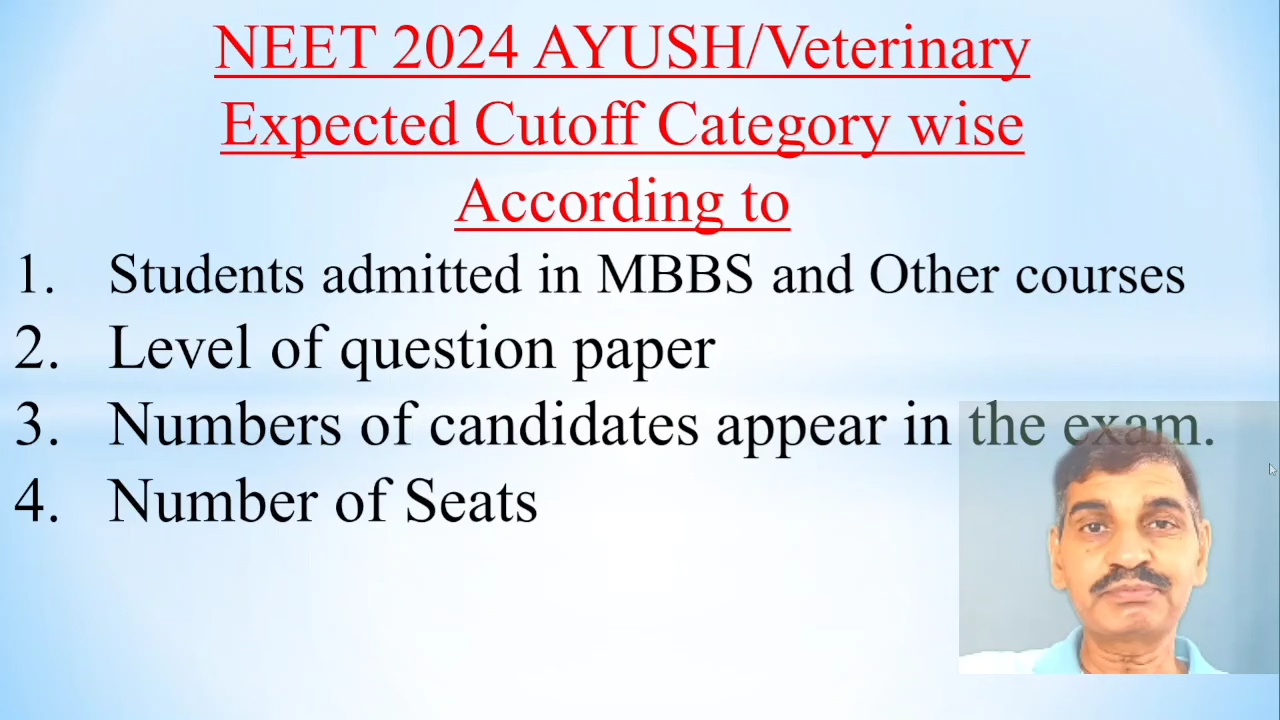 NEET 2024 AYUSH/Veterinary
Expected Cutoff Category wise
According to
1. Students admitted in MBBS and Other courses
2. Level of question paper
3. Numbers of candidates appear in the exam.
4. Number of Seats